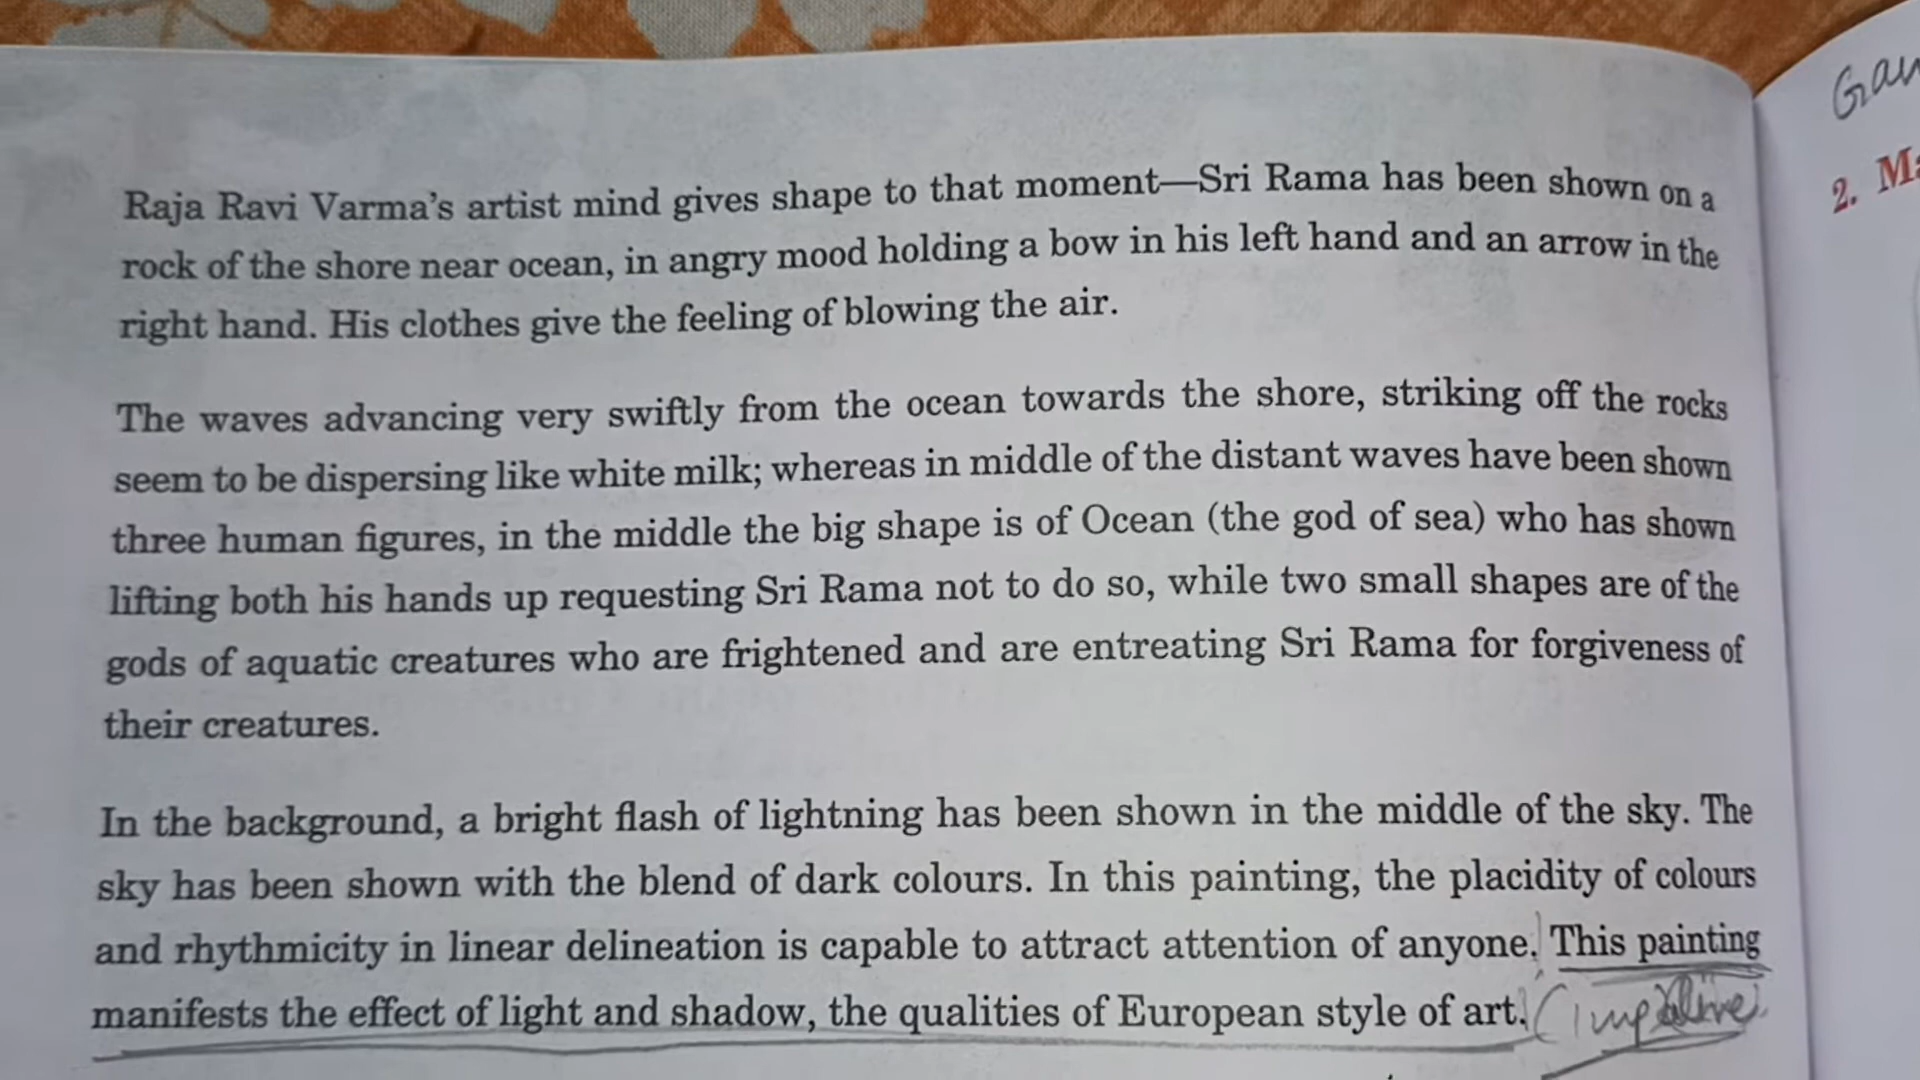 Raja Ravi Varma's artist mind gives shape to that moment—Sri Rama has been shown on a
rock of the shore near ocean, in angry mood holding a bow in his left hand and an arrow in the
right hand. His clothes give the feeling of blowing the air.
The waves advancing very swiftly from the ocean towards the shore, striking off the rocks
seem to be dispersing like white milk; whereas in middle of the distant waves have been shown
three human figures, in the middle the big shape is of Ocean (the god of sea) who has shown
lifting both his hands up requesting Sri Rama not to do so, while two small shapes are of the
gods of aquatic creatures who are frightened and are entreating Sri Rama for forgiveness of
their creatures.
In the background, a bright flash of lightning has been shown in the middle of the sky. The
sky has been shown with the blend of dark colours. In this painting, the placidity of colours
and rhythmicity in linear delineation is capable to attract attention of anyone. This painting
manifests the effect of light and shadow, the qualities of European style of art. (Imp line)
2.